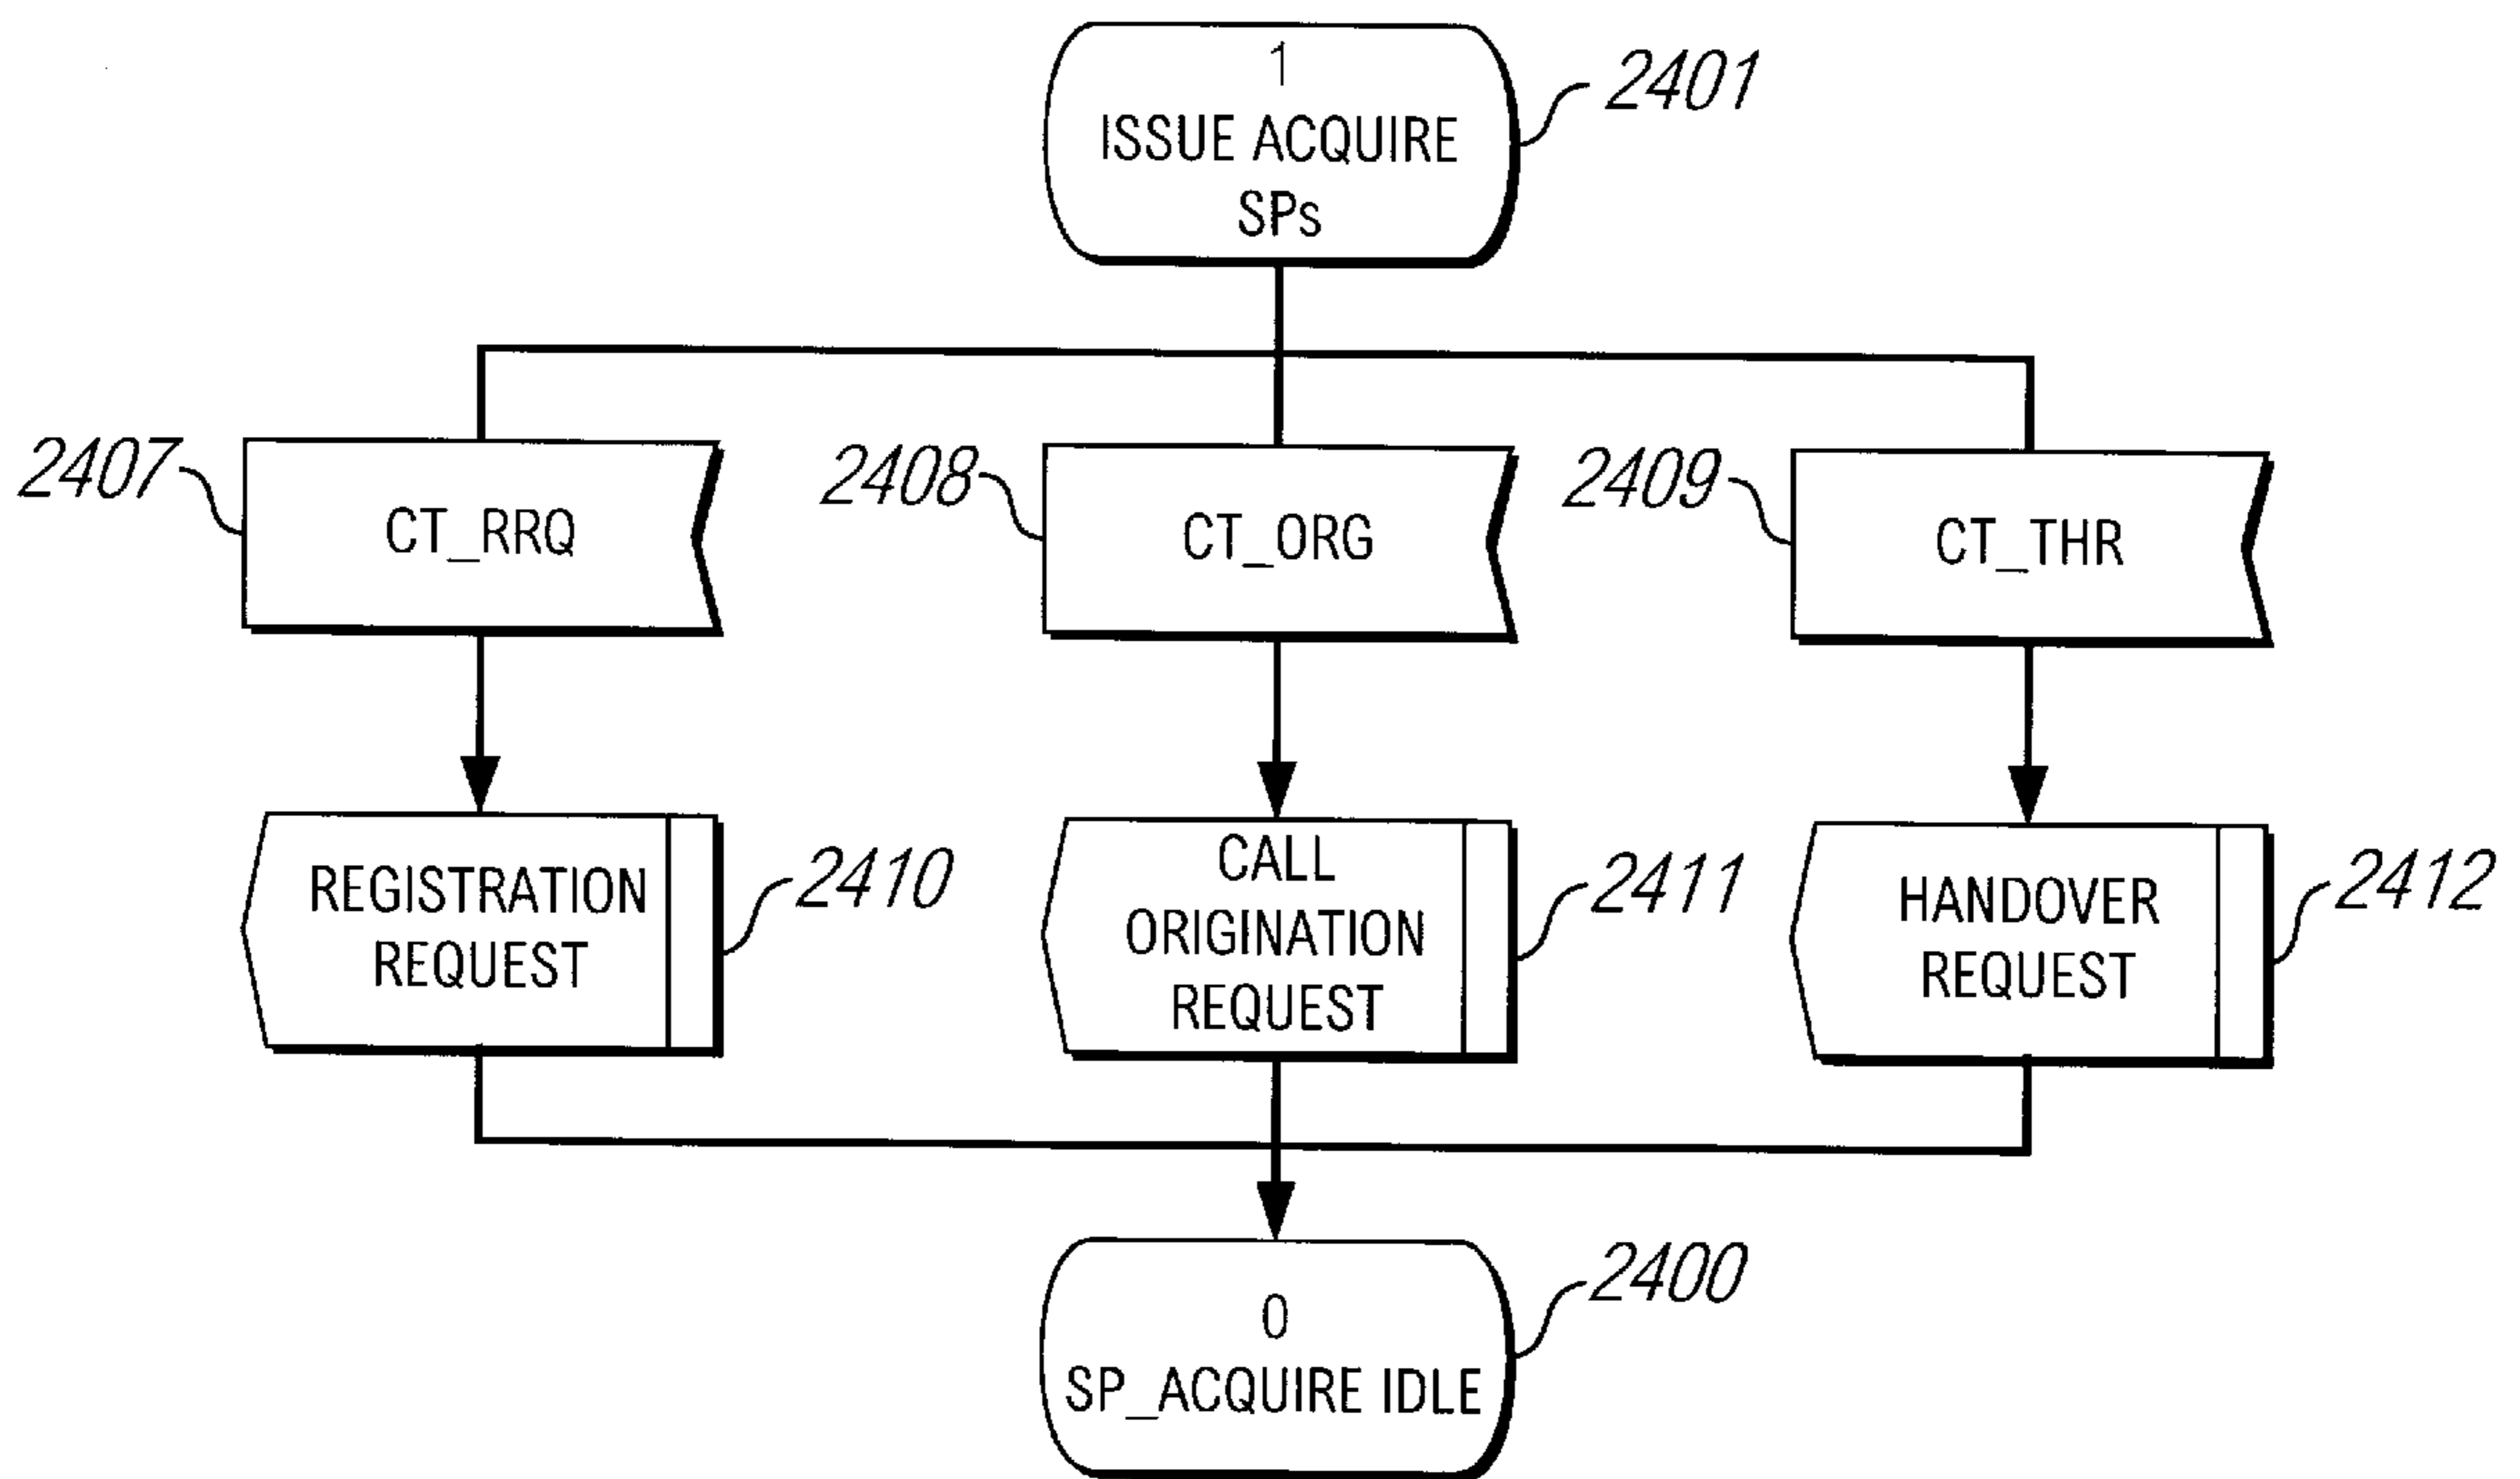 1
ISSUE ACQUIRE
SPs
2401
2407
CT_RRQ
2408
CT_ORG
2409
CT_THR
REGISTRATION
REQUEST
2410
CALL
ORIGINATION
REQUEST
2411
HANDOVER
REQUEST
2412
0
SP_ACQUIRE IDLE
2400